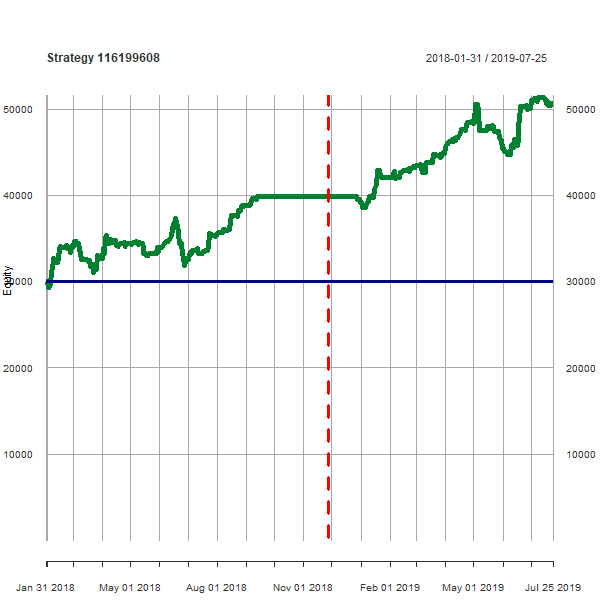 Strategy 116199608
2018-01-31 / 2019-07-25
50000
50000
40000
40000
Equity
30000
30000
20000
20000
10000
10000
Jan 31 2018
May 01 2018
Aug 01 2018
Nov 01 2018
Feb 01 2019
May 01 2019
Jul 25 2019